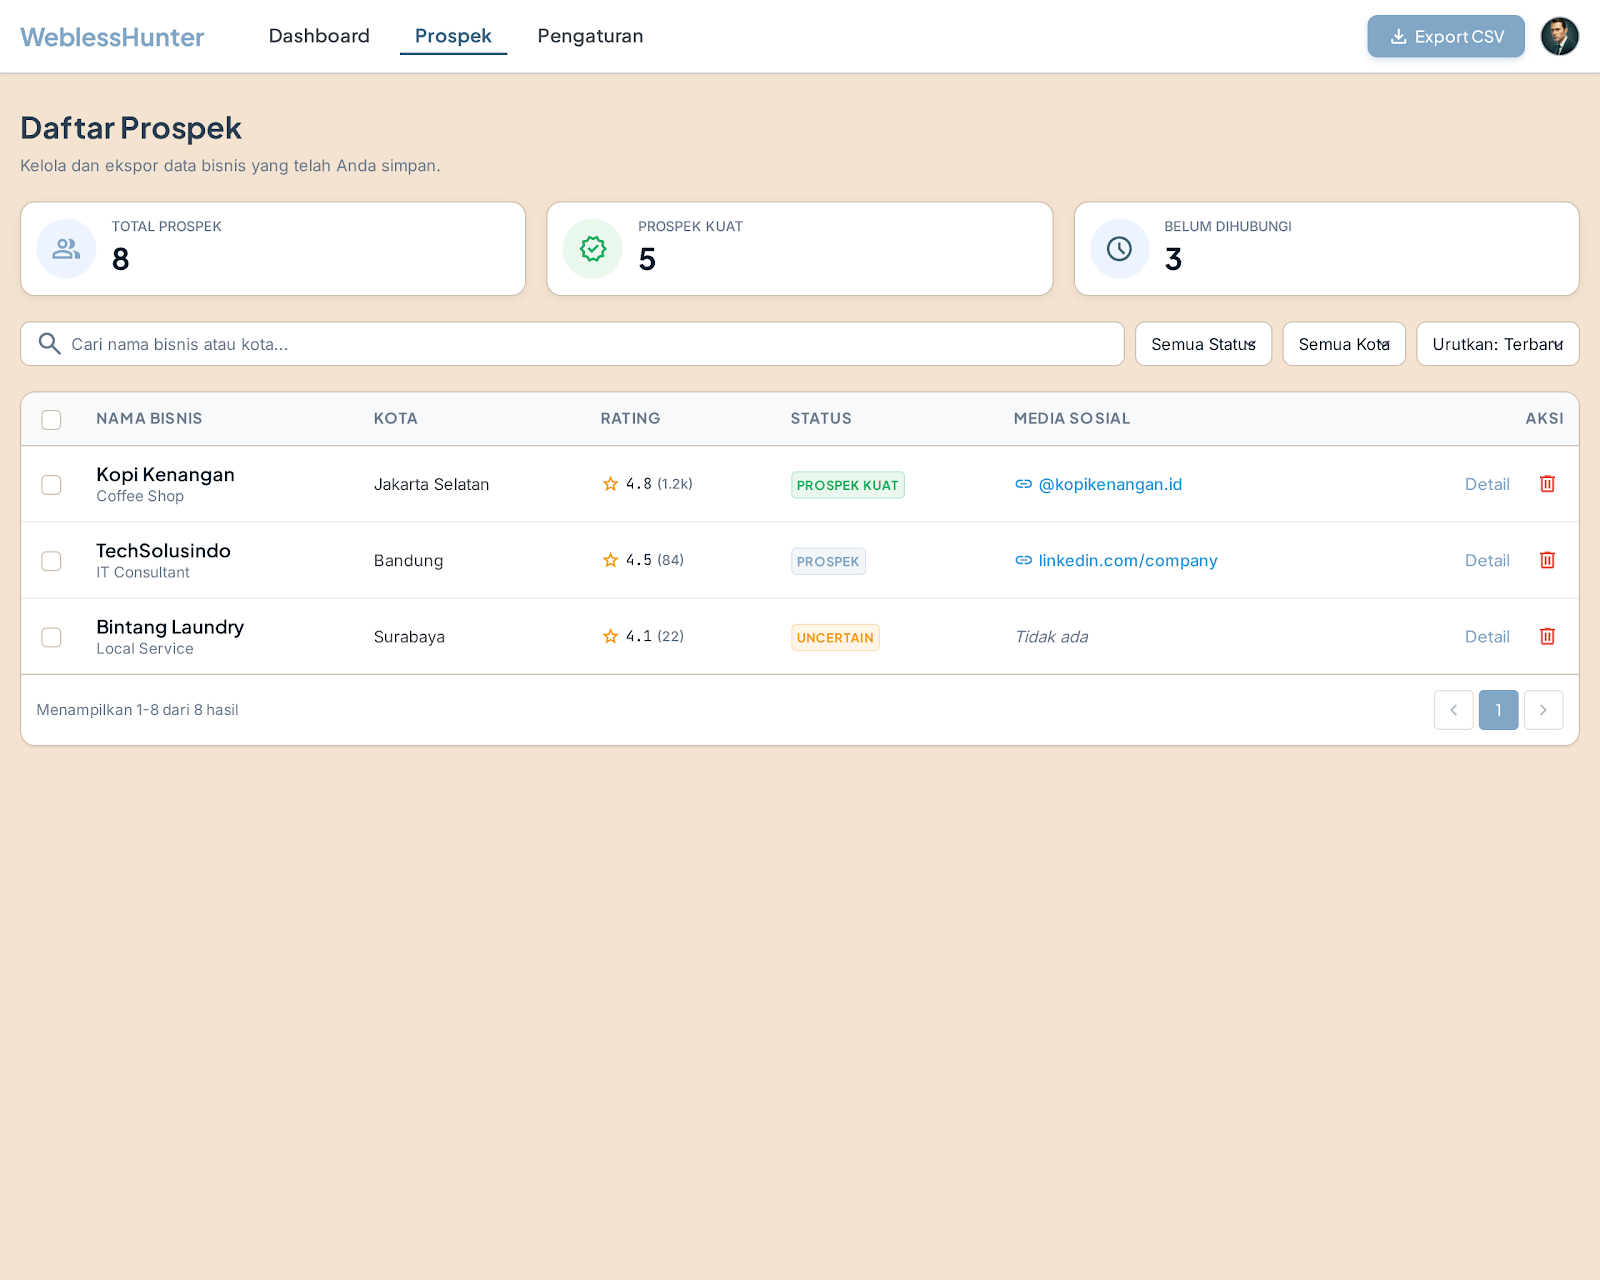 WeblessHunter
Dashboard
Prospek
Pengaturan
Export CSV
Daftar Prospek
Kelola dan ekspor data bisnis yang telah Anda simpan.
TOTAL PROSPEK
8
PROSPEK KUAT
5
BELUM DIHUBUNGI
3
Cari nama bisnis atau kota...
Semua Status
Semua Kota
Urutkan: Terbaru
NAMA BISNIS KOTA RATING STATUS MEDIA SOSIAL AKSI
Kopi Kenangan
Coffee Shop
Jakarta Selatan
4.8 (1.2k)
PROSPEK KUAT
@kopikenangan.id
Detail
TechSolusindo
IT Consultant
Bandung
4.5 (84)
PROSPEK
linkedin.com/company
Detail
Bintang Laundry
Local Service
Surabaya
4.1 (22)
UNCERTAIN
Tidak ada
Detail
Menampilkan 1-8 dari 8 hasil
1